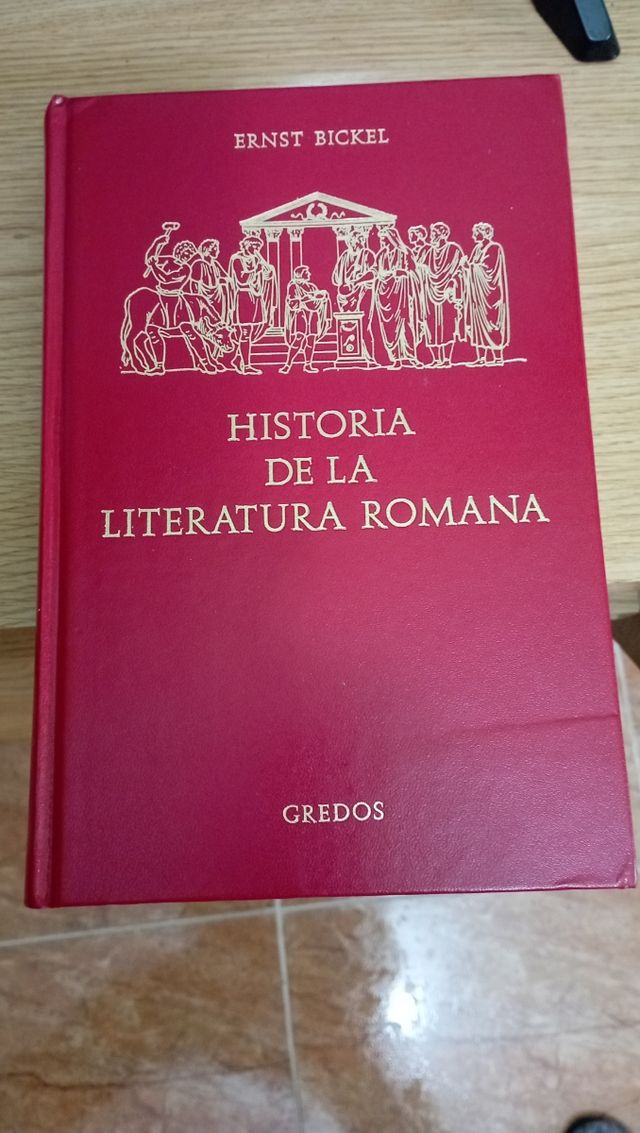 ERNST BICKEL
HISTORIA
DE LA
LITERATURA ROMANA
GREDOS